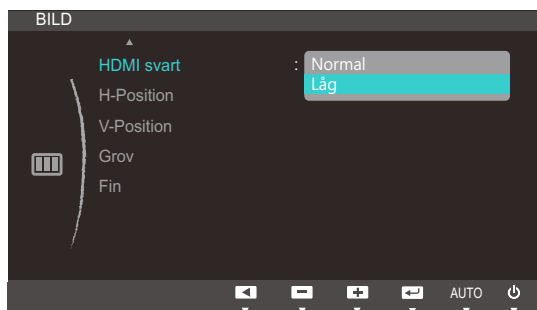 BILD
HDMI svart : Normal
Låg
H-Position
V-Position
Grov
Fin
AUTO